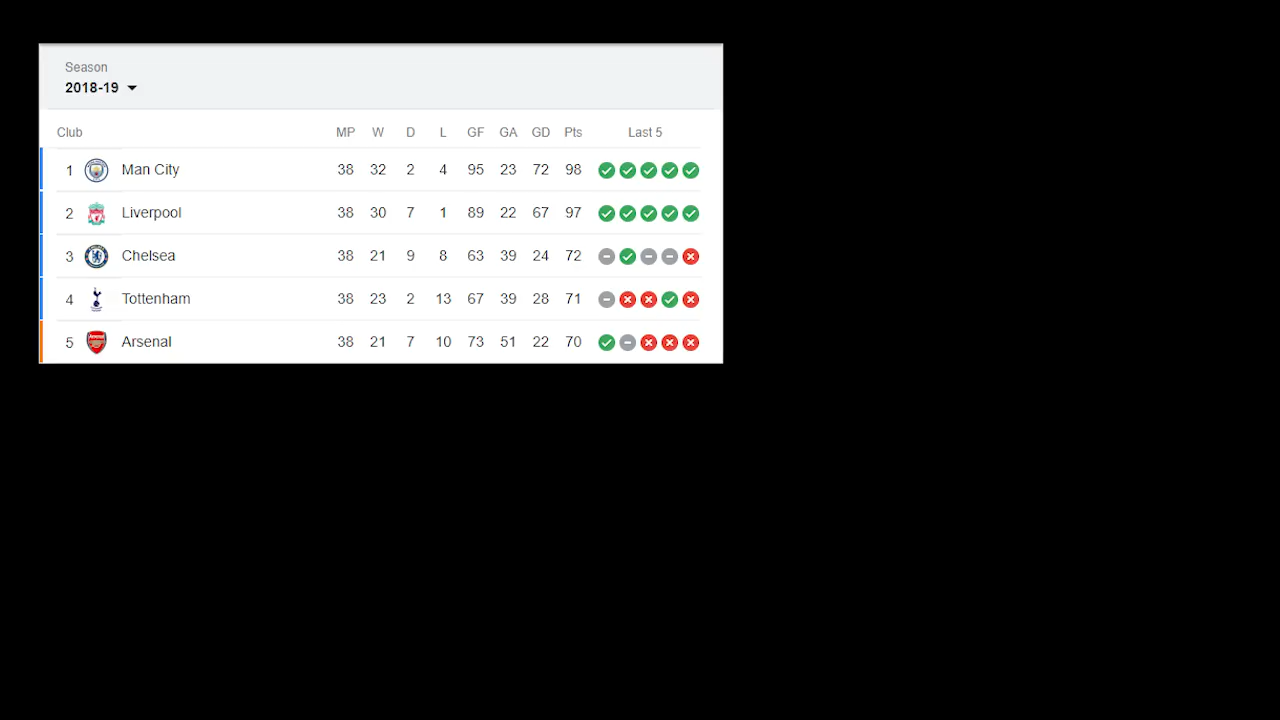 Season
2018-19
Club MP W D L GF GA GD Pts Last 5
1 Man City 38 32 2 4 95 23 72 98
2 Liverpool 38 30 7 1 89 22 67 97
3 Chelsea 38 21 9 8 63 39 24 72
4 Tottenham 38 23 2 13 67 39 28 71
5 Arsenal 38 21 7 10 73 51 22 70